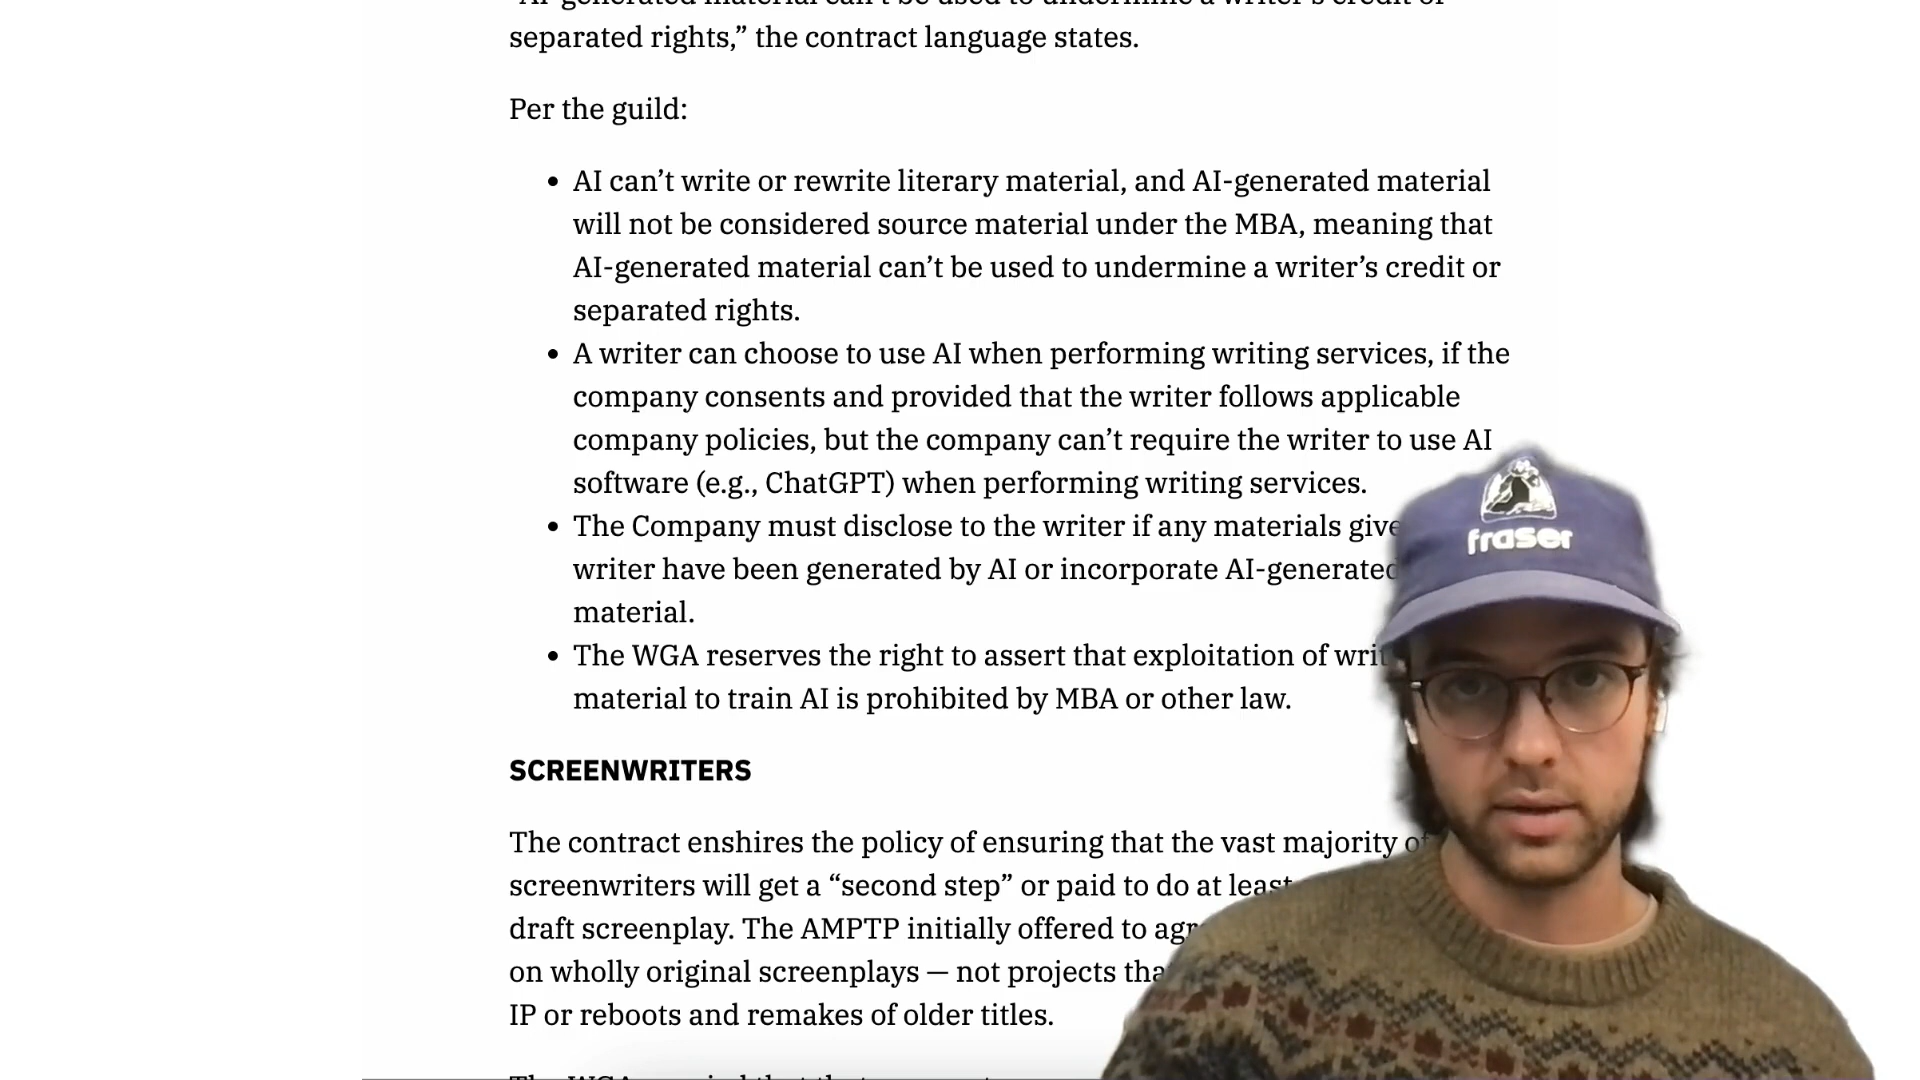 separated rights,” the contract language states.
Per the guild:
• AI can’t write or rewrite literary material, and AI-generated material
will not be considered source material under the MBA, meaning that
AI-generated material can’t be used to undermine a writer’s credit or
separated rights.
• A writer can choose to use AI when performing writing services, if the
company consents and provided that the writer follows applicable
company policies, but the company can’t require the writer to use AI
software (e.g., ChatGPT) when performing writing services.
• The Company must disclose to the writer if any materials
writer have been generated by AI or incorporate AI-generated
material.
• The WGA reserves the right to assert that exploitation of
material to train AI is prohibited by MBA or other law.
fraser
SCREENWRITERS
The contract enshires the policy of ensuring that the vast majority of
screenwriters will get a “second step” or paid to do at least
draft screenplay. The AMPTP initially offered to
on wholly original screenplays — not projects
IP or reboots and remakes of older titles.